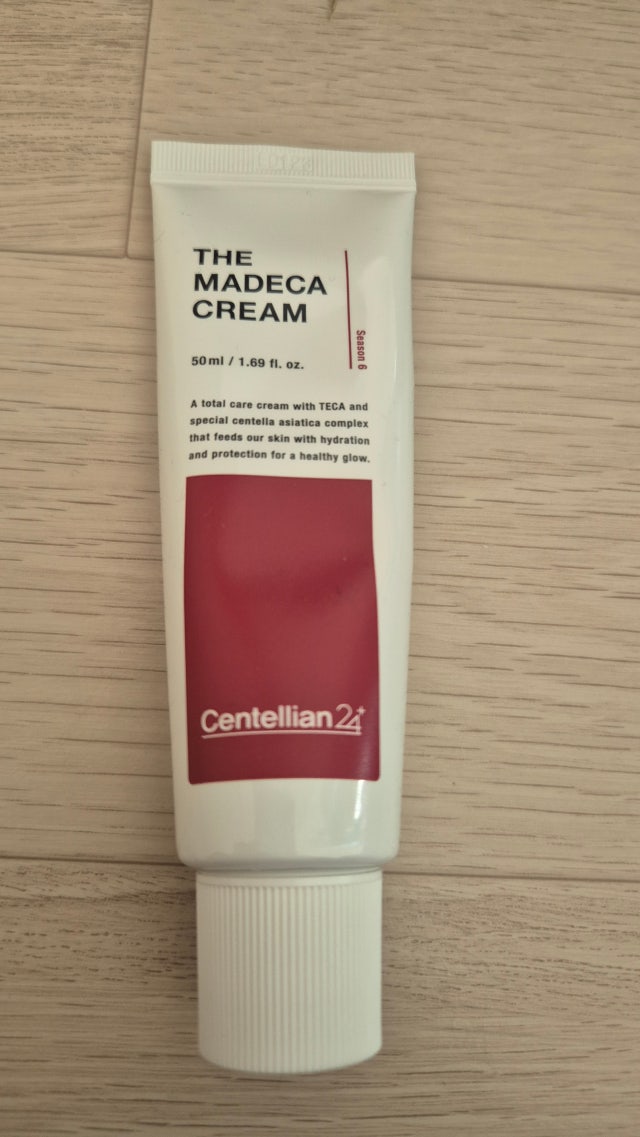 THE
MADECA
CREAM
Season 6
50ml / 1.69 fl. oz.
A total care cream with TECA and
special centella asiatica complex
that feeds our skin with hydration
and protection for a healthy glow.
Centellian24+